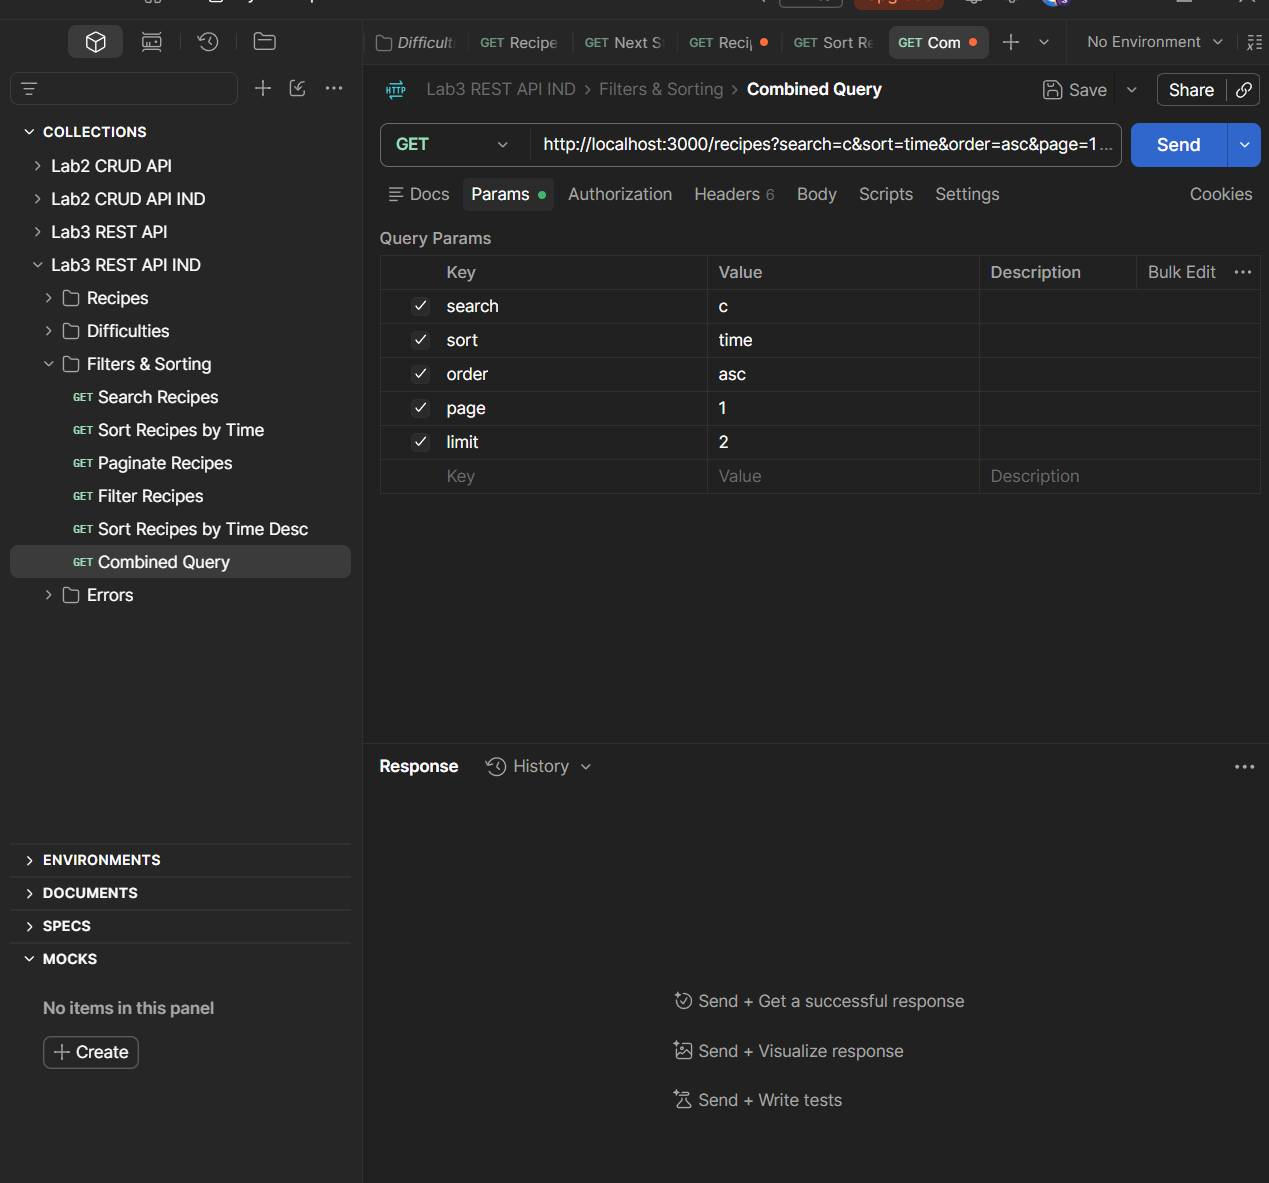 Difficult
GET Recipe
GET Next S
GET Reci
GET Sort Re
GET Com
No Environment
HTTP
Lab3 REST API IND > Filters & Sorting > Combined Query
Save
Share
COLLECTIONS
Lab2 CRUD API
Lab2 CRUD API IND
Lab3 REST API
Lab3 REST API IND
Recipes
Difficulties
Filters & Sorting
GET Search Recipes
GET Sort Recipes by Time
GET Paginate Recipes
GET Filter Recipes
GET Sort Recipes by Time Desc
GET Combined Query
Errors
ENVIRONMENTS
DOCUMENTS
SPECS
MOCKS
No items in this panel
Create
GET
http://localhost:3000/recipes?search=c&sort=time&order=asc&page=1...
Send
Docs
Params
Authorization
Headers 6
Body
Scripts
Settings
Cookies
Query Params
Key Value Description Bulk Edit
search c
sort time
order asc
page 1
limit 2
Key Value Description
Response
History
Send + Get a successful response
Send + Visualize response
Send + Write tests